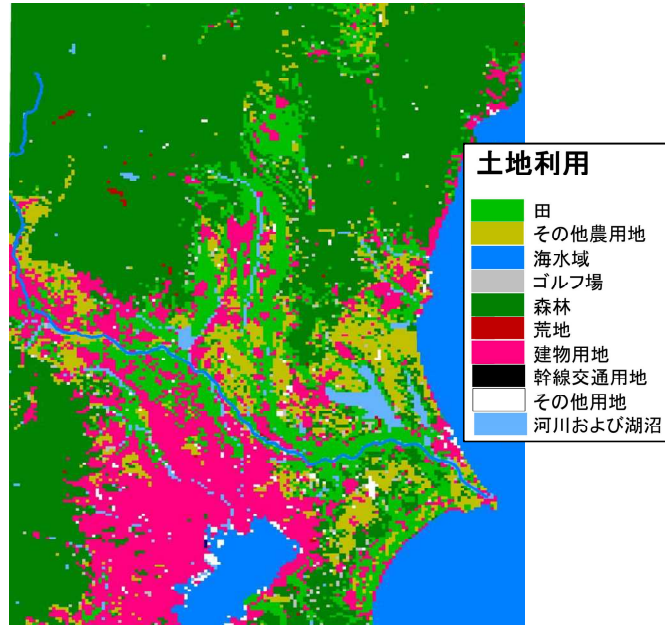 土地利用
田
その他農用地
海水域
ゴルフ場
森林
荒地
建物用地
幹線交通用地
その他用地
河川および湖沼